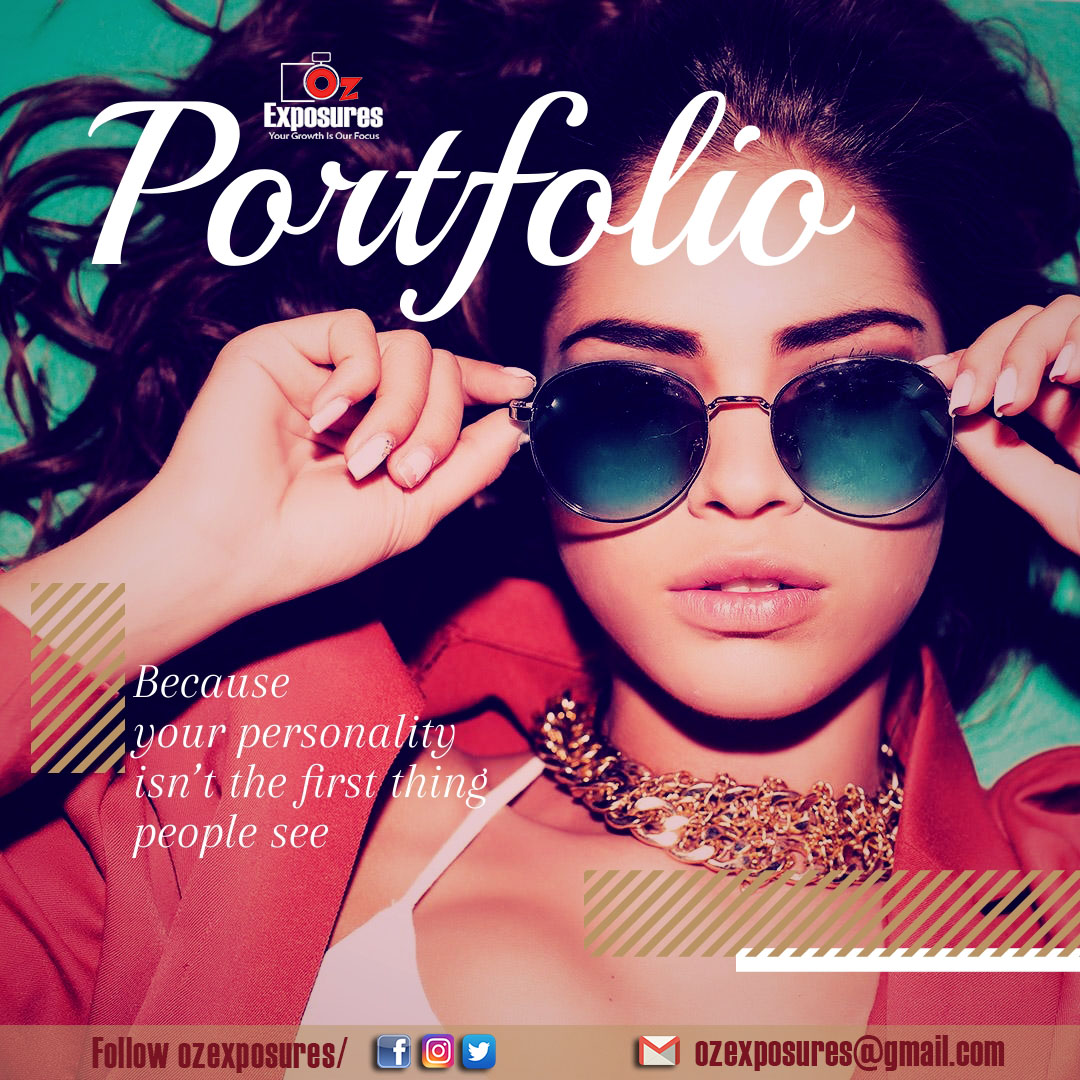 Oz
Exposures
Your Growth Is Our Focus
Portfolio
Because
your personality
isn’t the first thing
people see
Follow ozexposures/
ozexposures@gmail.com